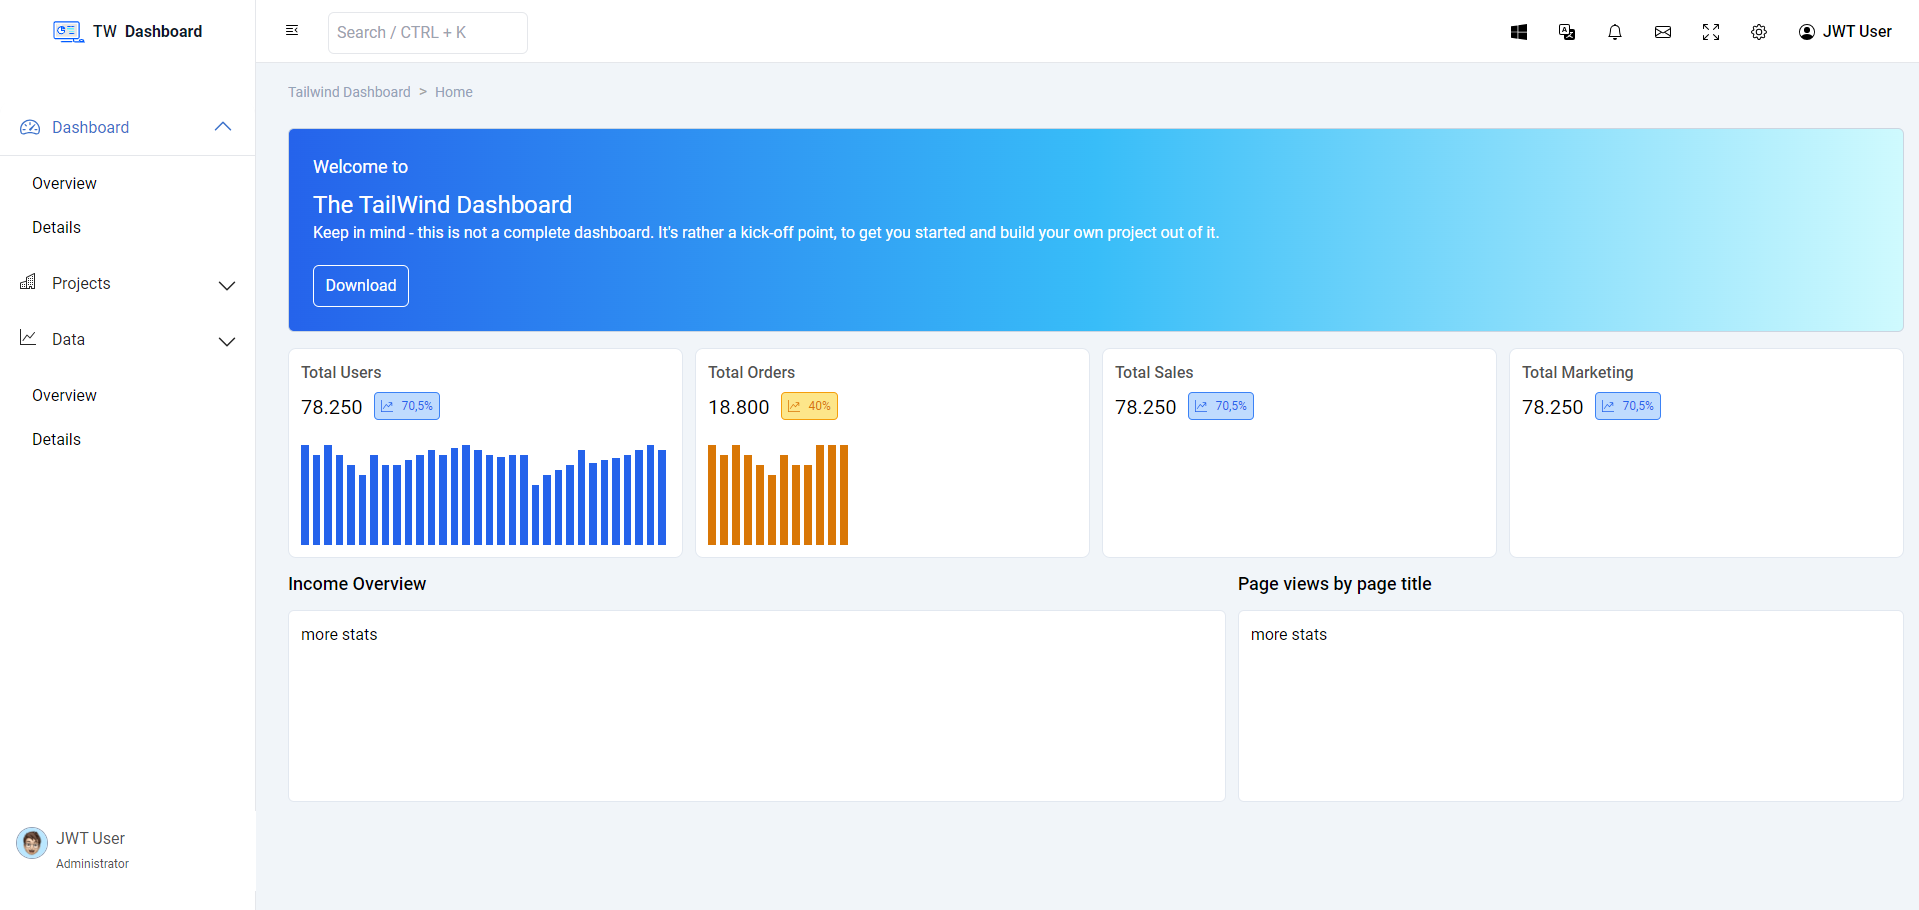 TW Dashboard
Search / CTRL + K
JWT User
Tailwind Dashboard > Home
Dashboard
Overview
Details
Projects
Data
Overview
Details
JWT User
Administrator
Welcome to
The TailWind Dashboard
Keep in mind - this is not a complete dashboard. It's rather a kick-off point, to get you started and build your own project out of it.
Download
Total Users
78.250 70,5%
Total Orders
18.800 40%
Total Sales
78.250 70,5%
Total Marketing
78.250 70,5%
Income Overview
more stats
Page views by page title
more stats